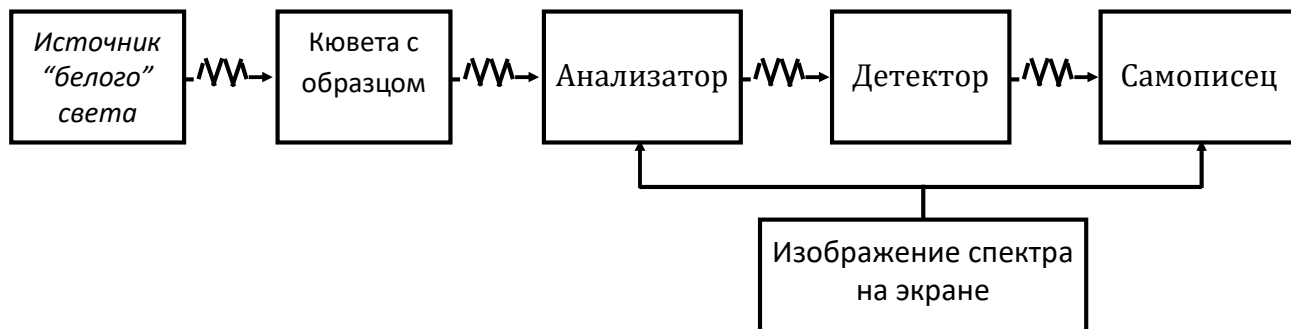 Источник
“белого”
света
Кювета с
образцом
Анализатор
Детектор
Самописец
Изображение спектра
на экране